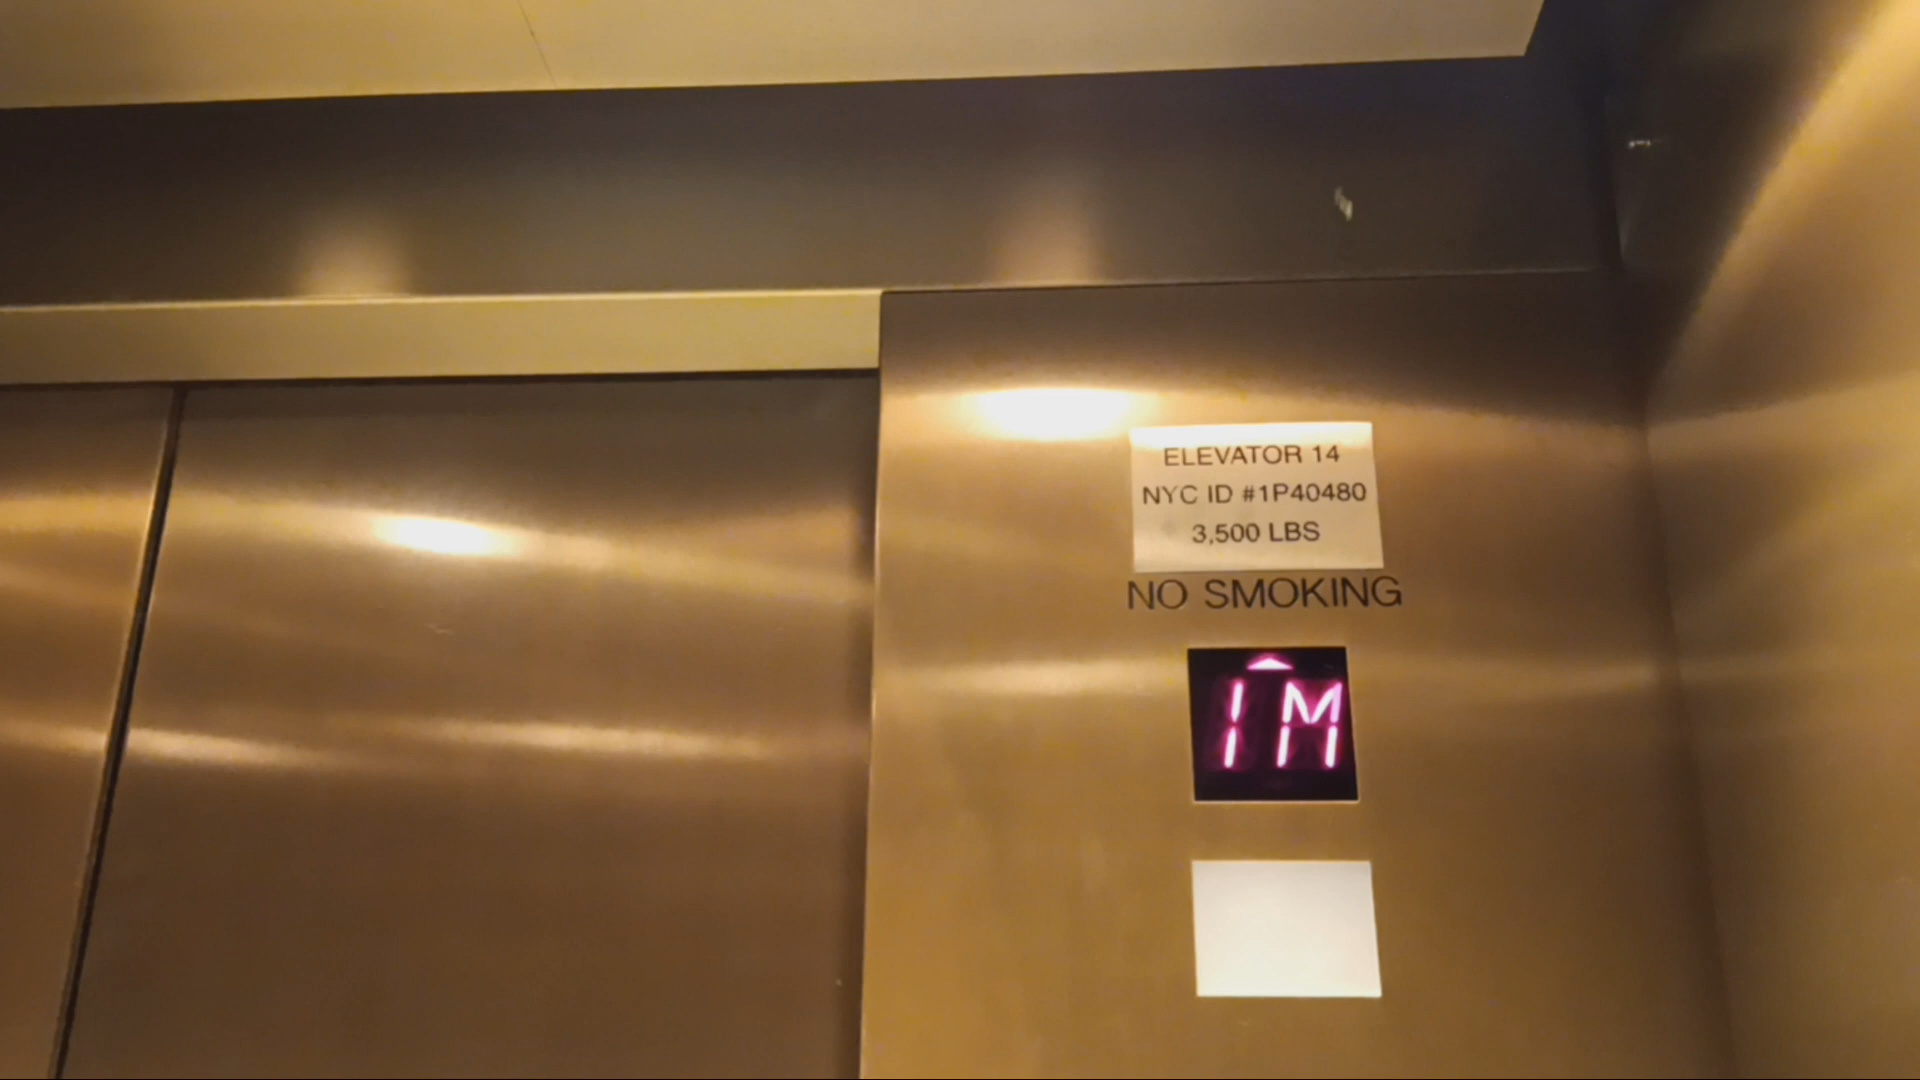 ELEVATOR 14
NYC ID #1P40480
3,500 LBS
NO SMOKING
1M